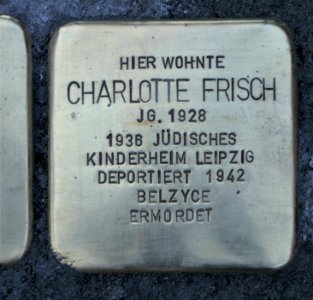 HIER WOHNTE
CHARLOTTE FRISCH
JG. 1928
1936 JÜDISCHES
KINDERHEIM LEIPZIG
DEPORTIERT 1942
BELZYCE
ERMORDET